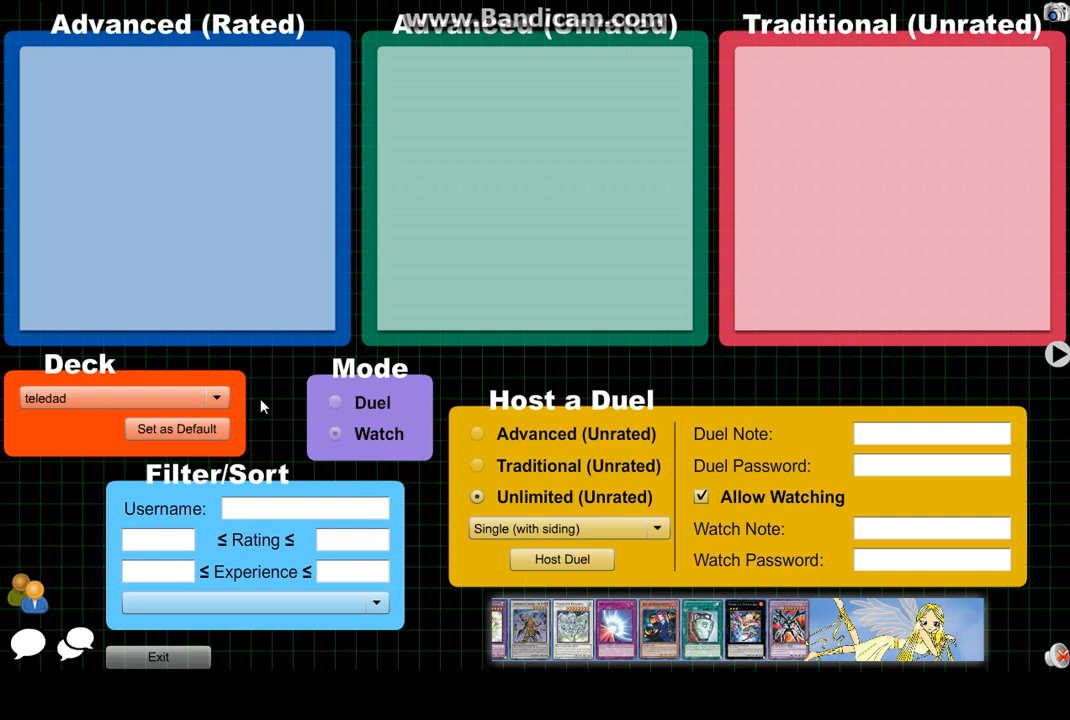 www.Bandicam.com
Advanced (Rated)
Advanced (Unrated)
Traditional (Unrated)
Deck
teledad
Set as Default
Mode
Duel
Watch
Filter/Sort
Username:
≤ Rating ≤
≤ Experience ≤
Exit
Host a Duel
Advanced (Unrated)
Traditional (Unrated)
Unlimited (Unrated)
Single (with siding)
Host Duel
Duel Note:
Duel Password:
Allow Watching
Watch Note:
Watch Password: